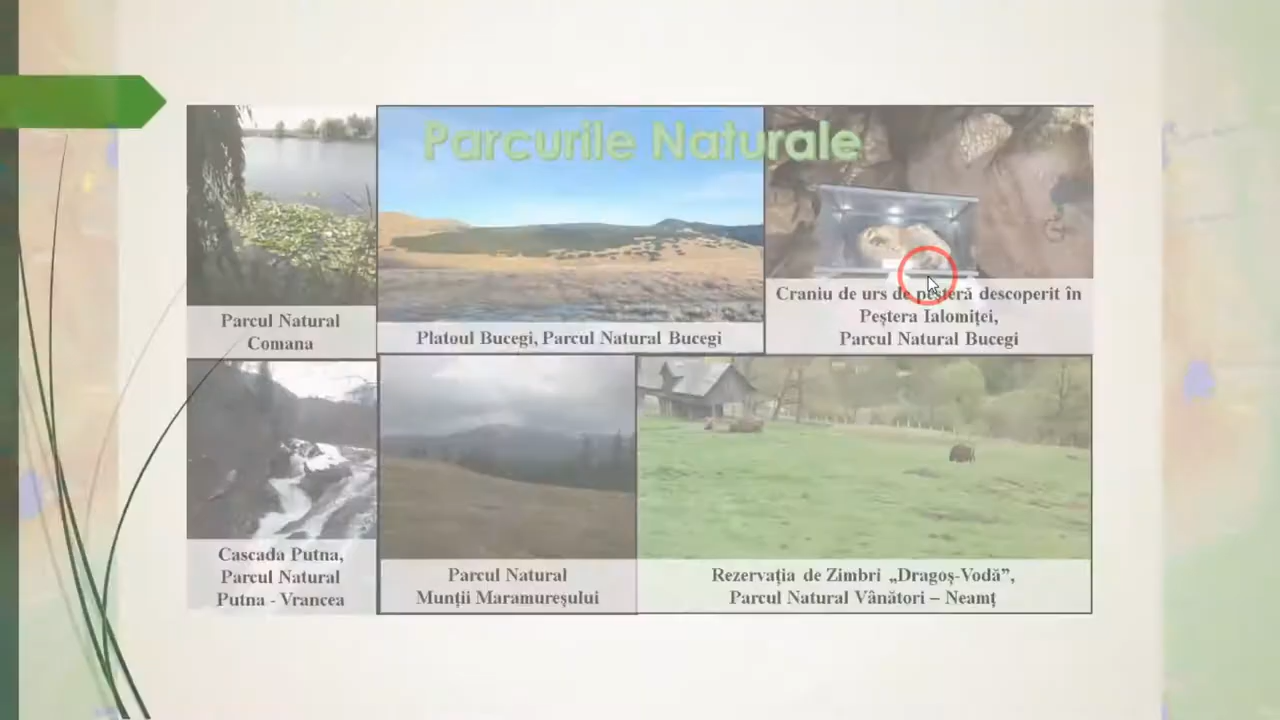 Parcurile Naturale
Parcul Natural
Comana
Platoul Bucegi, Parcul Natural Bucegi
Craniu de urs de peșteră descoperit în
Peștera Ialomiței,
Parcul Natural Bucegi
Cascada Putna,
Parcul Natural
Putna - Vrancea
Parcul Natural
Munții Maramureșului
Rezervația de Zimbri „Dragoș-Vodă”,
Parcul Natural Vânători – Neamț